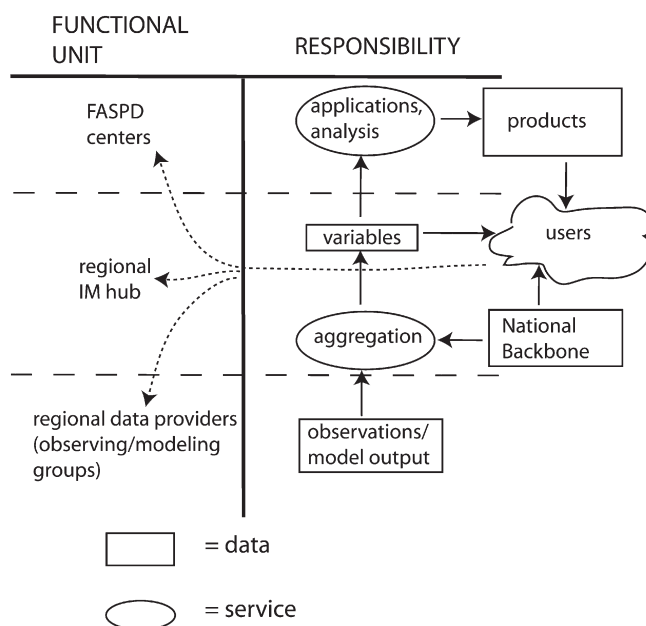 FUNCTIONAL
UNIT
RESPONSIBILITY
FASPD
centers
applications,
analysis
products
regional
IM hub
variables
users
aggregation
National
Backbone
regional data providers
(observing/modeling
groups)
observations/
model output
= data
= service